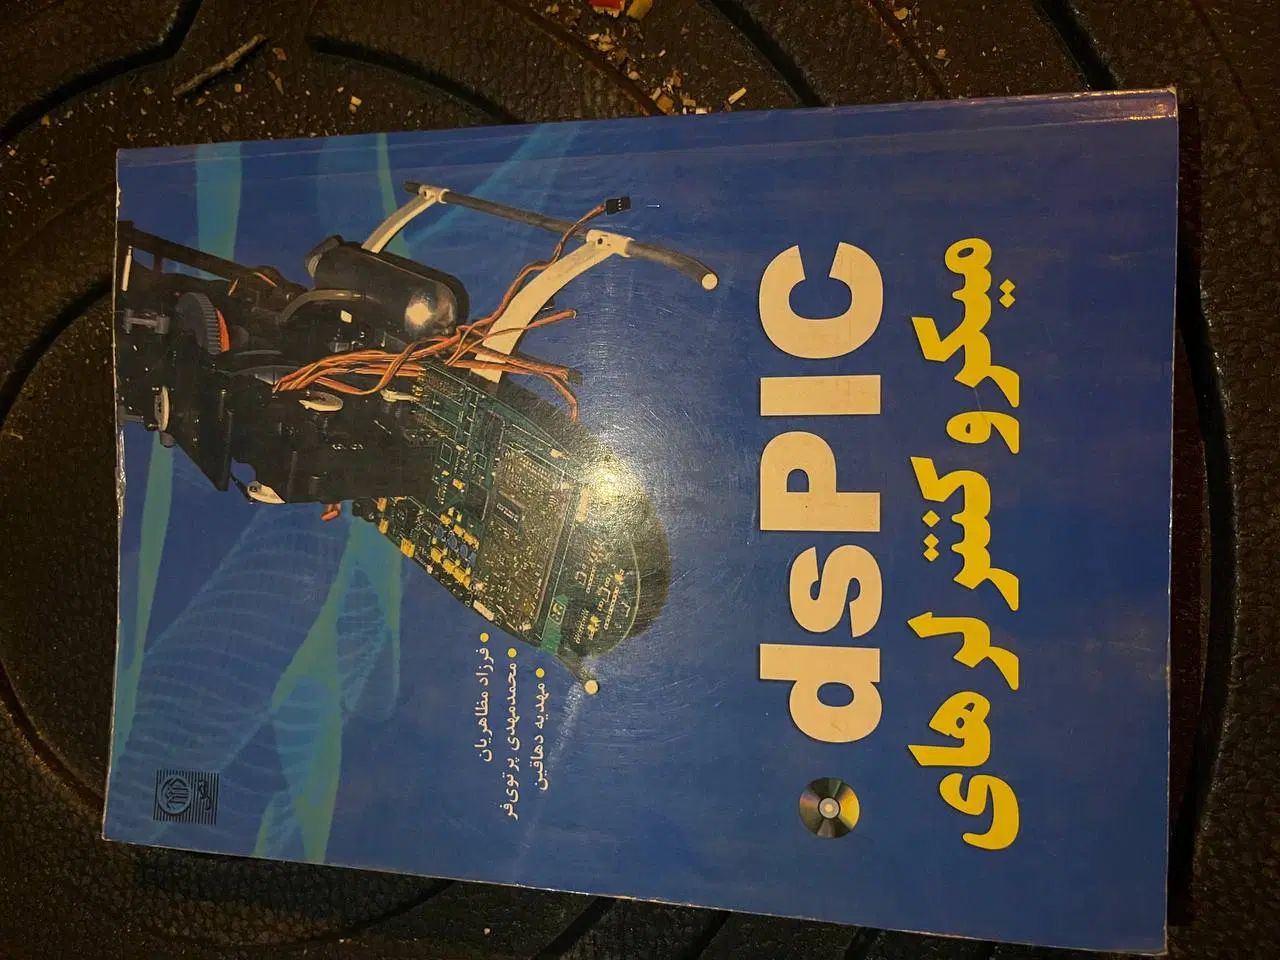 میکروکنترلرهای
dsPIC
• فرزاد مظاهریان
• محمدمهدی پرتوی‌فر
• مهدیه دهاقین